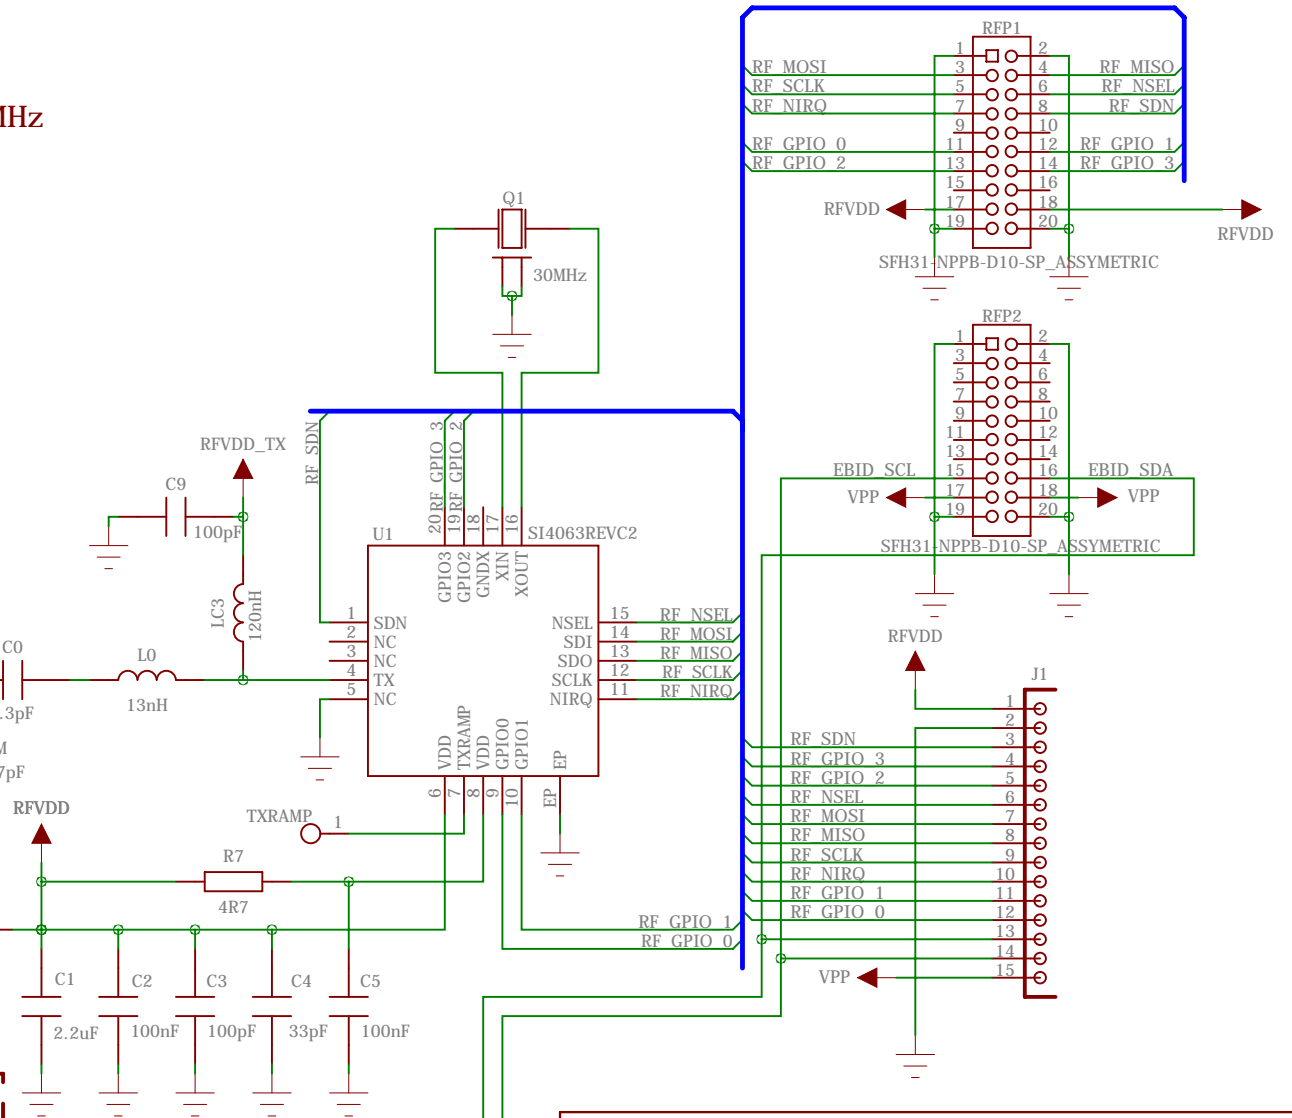 MHz
RFP1
1 2
RF_MOSI 3 4 RF_MISO
RF_SCLK 5 6 RF_NSEL
RF_NIRQ 7 8 RF_SDN
9 10
RF_GPIO_0 11 12 RF_GPIO_1
RF_GPIO_2 13 14 RF_GPIO_3
15 16
RFVDD 17 18 RFVDD
19 20
SFH31-NPPB-D10-SP_ASSYMETRIC
Q1
30MHz
RFP2
1 2
3 4
5 6
7 8
9 10
11 12
13 14
EBID_SCL 15 16 EBID_SDA
VPP 17 18 VPP
19 20
SFH31-NPPB-D10-SP_ASSYMETRIC
RFVDD_TX
C9
100pF
LC3
120nH
C0
.3pF
L0
13nH
M
7pF
RF_SDN
RF_GPIO_3
RF_GPIO_2
20 19 18 17 16
U1
SI4063REVC2
GPIO3 GPIO2 GNDX XIN XOUT
1 SDN
2 NC
3 NC
4 TX
5 NC
NSEL 15 RF_NSEL
SDI 14 RF_MOSI
SDO 13 RF_MISO
SCLK 12 RF_SCLK
NIRQ 11 RF_NIRQ
VDD TXRAMP VDD GPIO0 GPIO1 EP
6 7 8 9 10 EP
TXRAMP 1
RFVDD
R7
4R7
RF_GPIO_1
RF_GPIO_0
C1 C2 C3 C4 C5
2.2uF 100nF 100pF 33pF 100nF
RFVDD
J1
1
2
RF_SDN 3
RF_GPIO_3 4
RF_GPIO_2 5
RF_NSEL 6
RF_MOSI 7
RF_MISO 8
RF_SCLK 9
RF_NIRQ 10
RF_GPIO_1 11
RF_GPIO_0 12
13
14
VPP 15